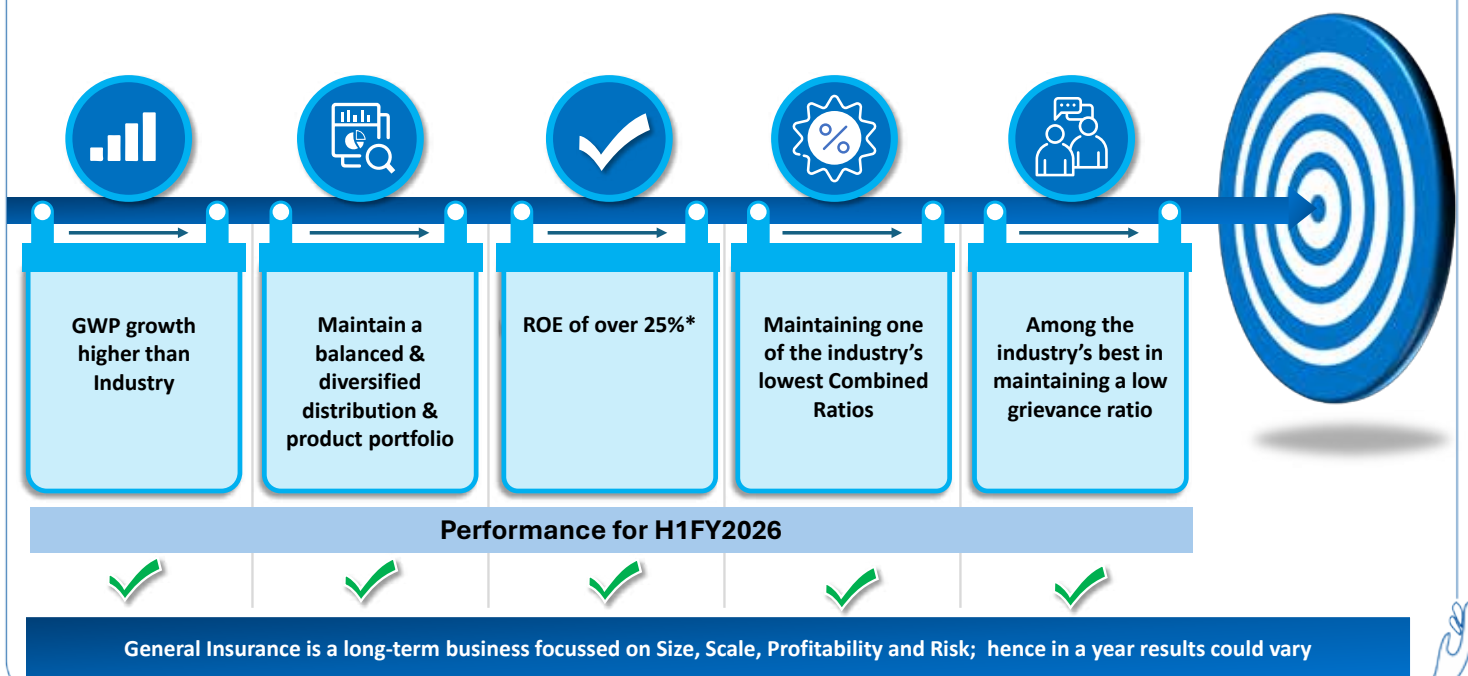 GWP growth
higher than
Industry
Maintain a
balanced &
diversified
distribution &
product portfolio
ROE of over 25%*
%
Maintaining one
of the industry's
lowest Combined
Ratios
Among the
industry's best in
maintaining a low
grievance ratio
Performance for H1FY2026
General Insurance is a long-term business focussed on Size, Scale, Profitability and Risk; hence in a year results could vary